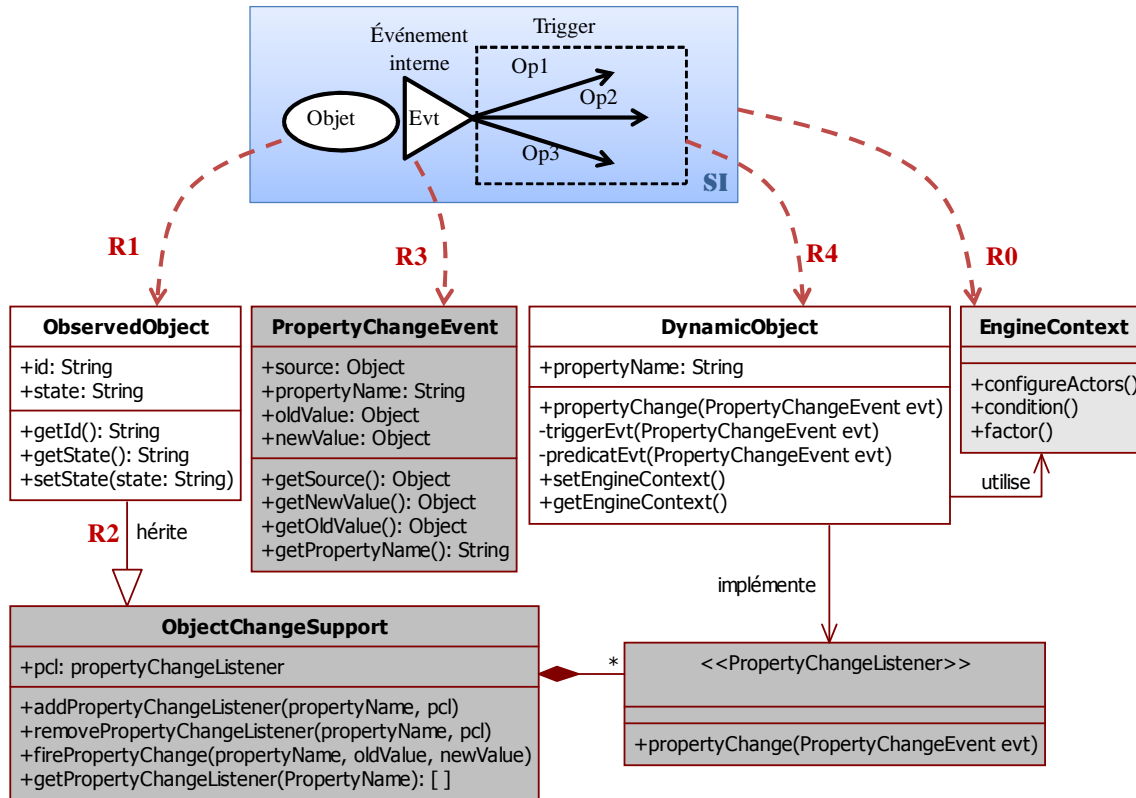 Trigger
Événement
interne
Objet
Evt
Op1
Op2
Op3
SI
R1
R3
R4
R0
ObservedObject
+id: String
+state: String
+getId(): String
+getState(): String
+setState(state: String)
PropertyChangeEvent
+source: Object
+propertyName: String
+oldValue: Object
+newValue: Object
+getSource(): Object
+getNewValue(): Object
+getOldValue(): Object
+getPropertyName(): String
DynamicObject
+propertyName: String
+propertyChange(PropertyChangeEvent evt)
-triggerEvt(PropertyChangeEvent evt)
-predicatEvt(PropertyChangeEvent evt)
+setEngineContext()
+getEngineContext()
EngineContext
+configureActors()
+condition()
+factor()
utilise
R2
hérite
implémente
ObjectChangeSupport
+pcl: propertyChangeListener
+addPropertyChangeListener(propertyName, pcl)
+removePropertyChangeListener(propertyName, pcl)
+firePropertyChange(propertyName, oldValue, newValue)
+getPropertyChangeListener(PropertyName): [ ]
*
<<PropertyChangeListener>>
+propertyChange(PropertyChangeEvent evt)